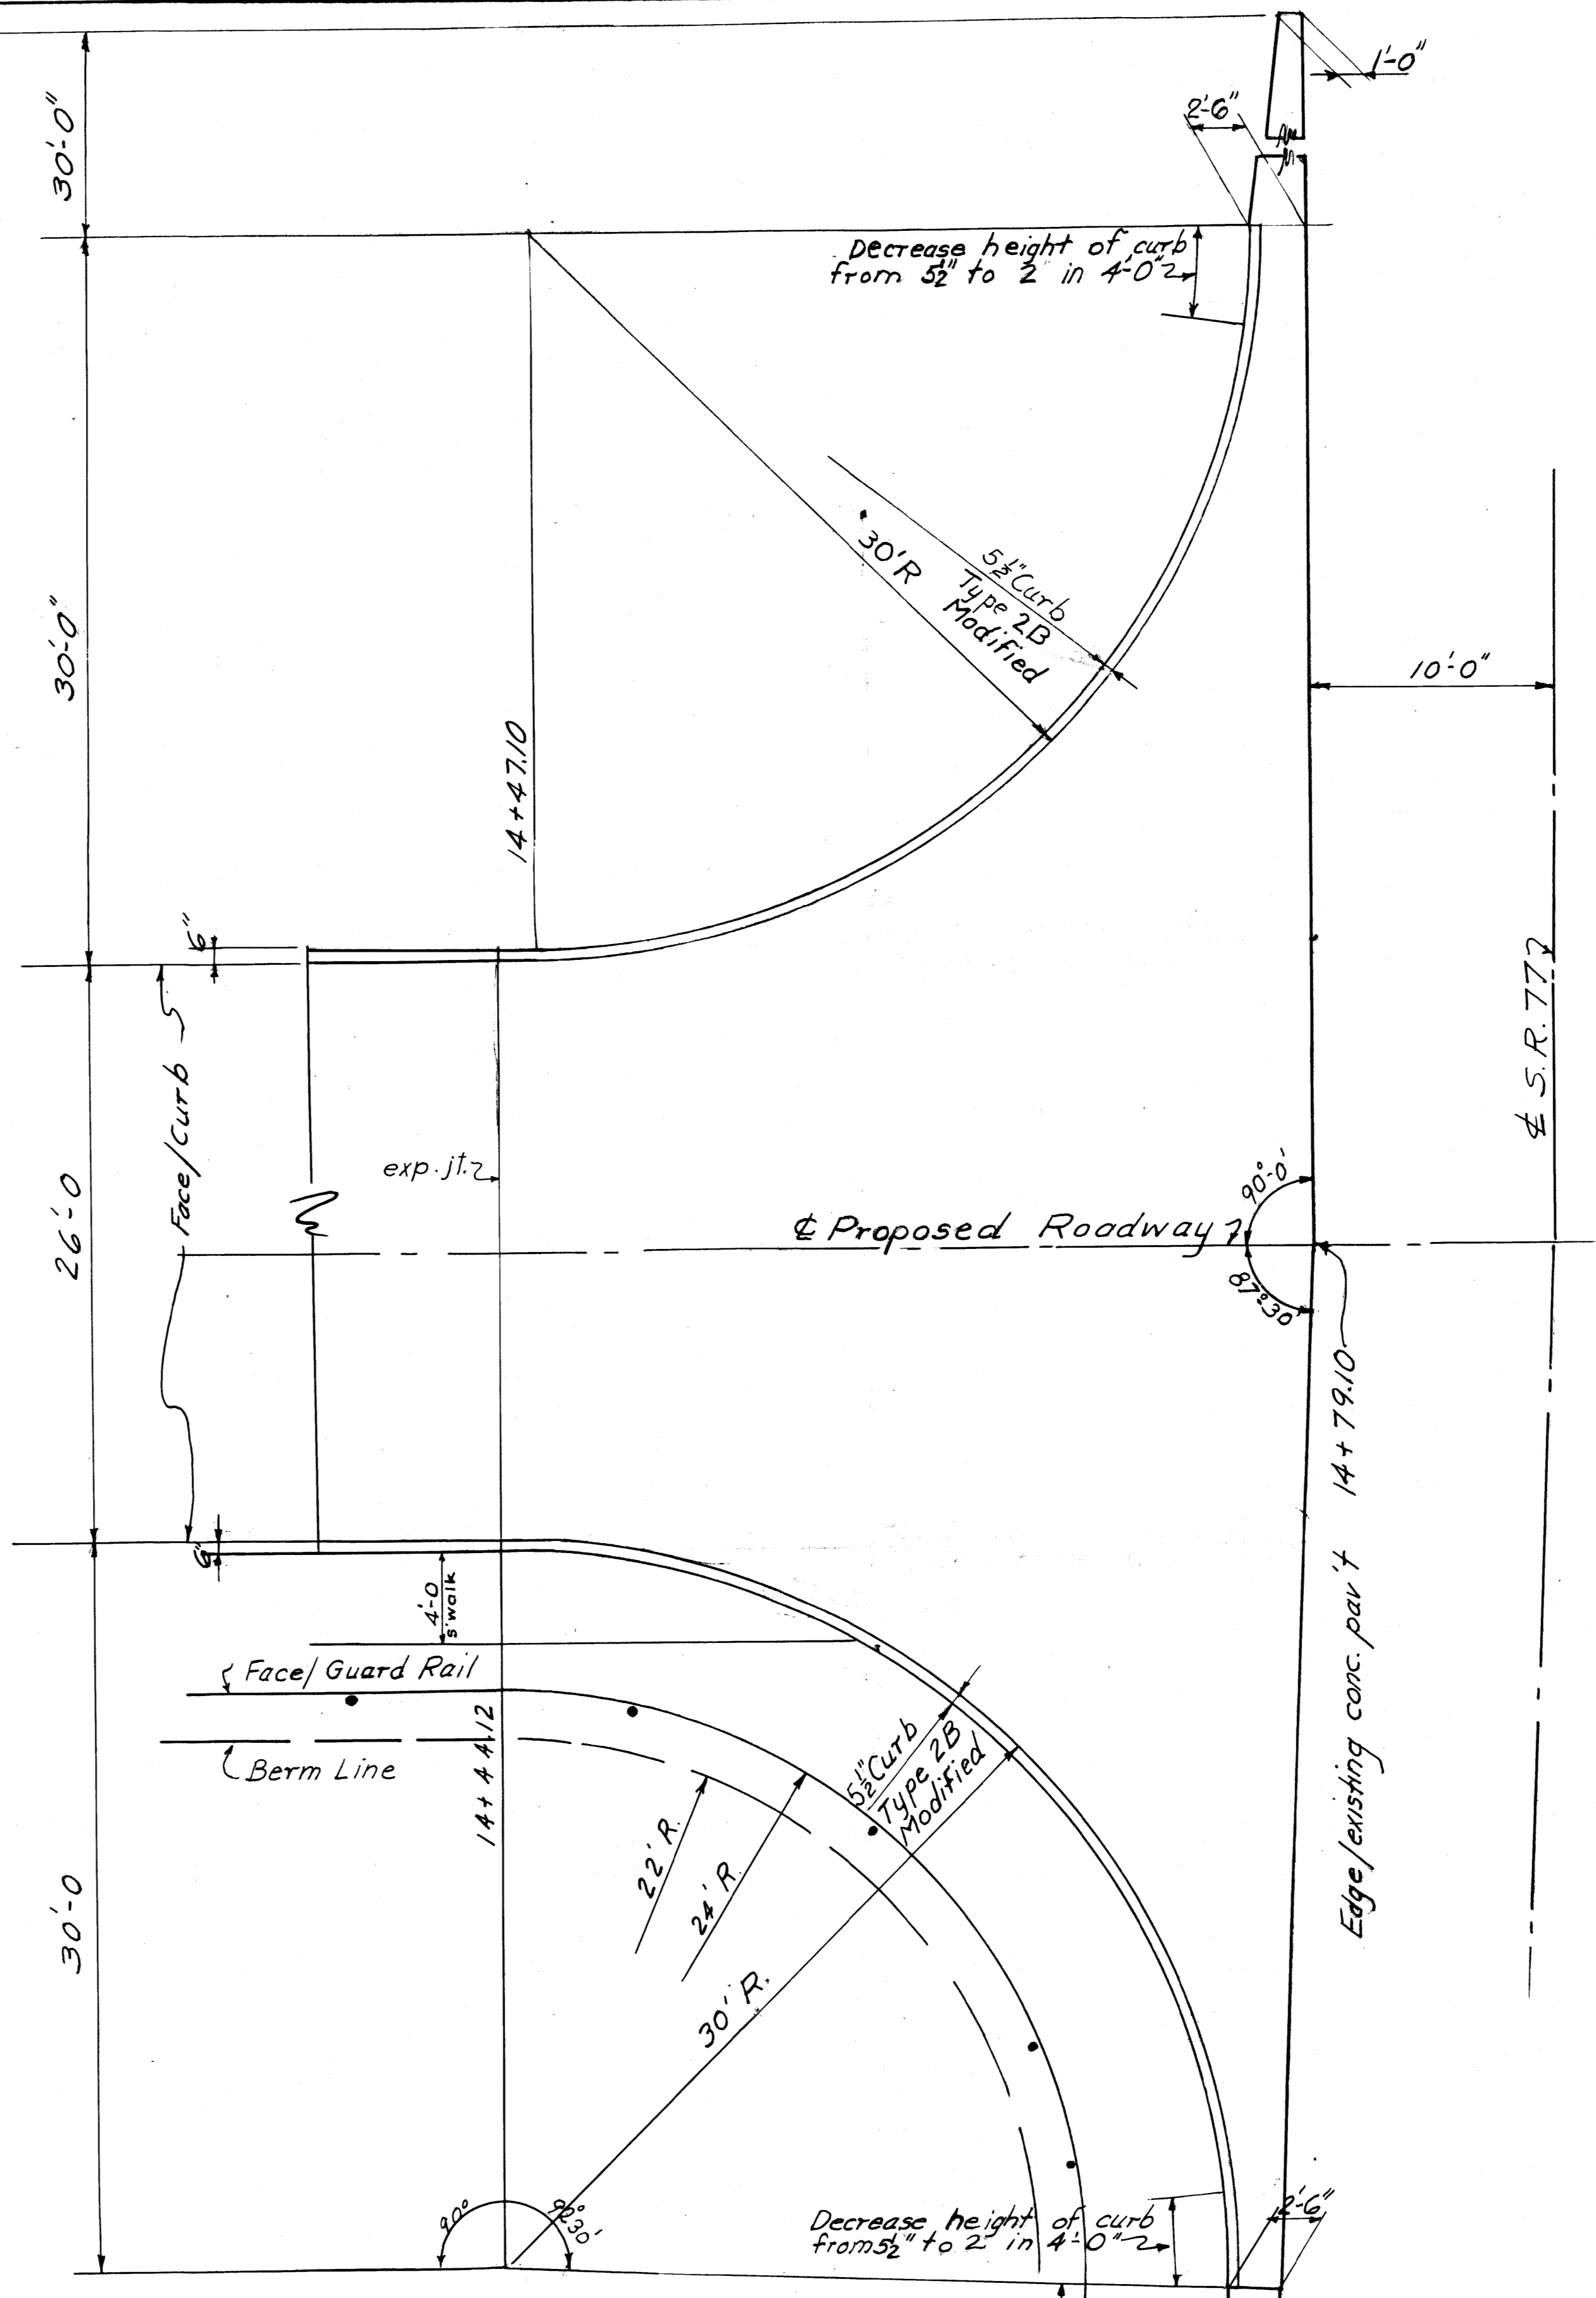 1'-0"
2'-6"
30'-0"
Decrease height of curb
from 5½" to 2" in 4'-0"
30'R
5½" Curb
Type 2B
Modified
30'-0"
10'-0"
14+47.10
6"
Face/Curb
℄ S.R. 777
exp. jt.
26'-0
℄ Proposed Roadway
90°-0'
87°30'
14+79.10
Edge/existing conc. pav't
6"
4'-0
s'walk
Face/ Guard Rail
Berm Line
14+44.12
5½" Curb
Type 2B
Modified
22' R.
24' R
30' R.
30'-0
90°
Decrease height of curb
from 5½" to 2" in 4'-0"
2'-6"